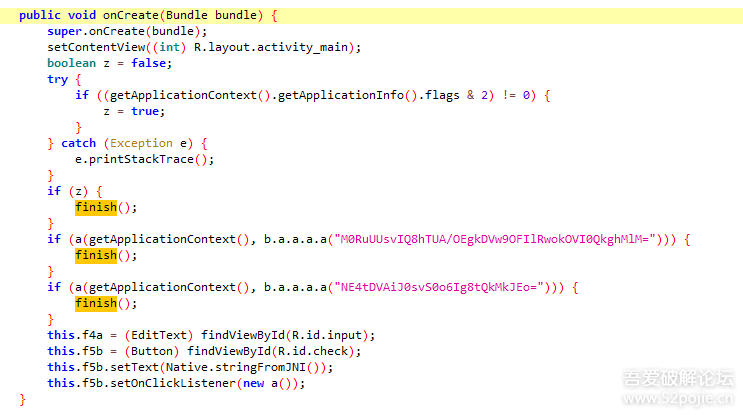 public void onCreate(Bundle bundle) {
super.onCreate(bundle);
setContentView((int) R.layout.activity_main);
boolean z = false;
try {
if ((getApplicationContext().getApplicationInfo().flags & 2) != 0) {
z = true;
}
} catch (Exception e) {
e.printStackTrace();
}
if (z) {
finish();
}
if (a(getApplicationContext(), b.a.a.a.a("M0RuUUsvIQ8hTUA/OEgkDVw9OFIlRwokOVI0QkghMlM="))) {
finish();
}
if (a(getApplicationContext(), b.a.a.a.a("NE4tDVAiJ0svS0o6Ig8tQkMkJEo="))) {
finish();
}
this.f4a = (EditText) findViewById(R.id.input);
this.f5b = (Button) findViewById(R.id.check);
this.f5b.setText(Native.stringFromJNI());
this.f5b.setOnClickListener(new a());
}
吾爱破解论坛
www.52pojie.cn